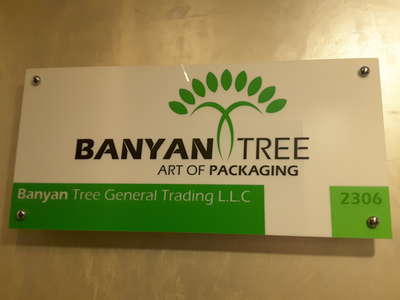 BANYAN TREE
ART OF PACKAGING
Banyan Tree General Trading L.L.C
2306